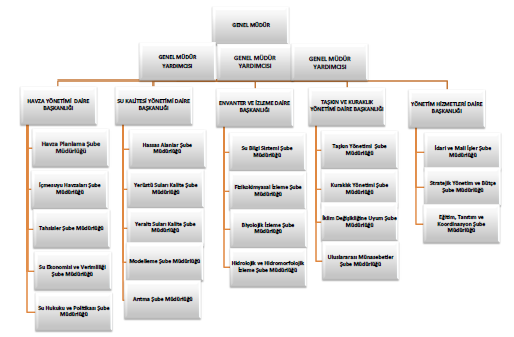 GENEL MÜDÜR
GENEL MÜDÜR
YARDIMCISI
GENEL MÜDÜR
YARDIMCISI
GENEL MÜDÜR
YARDIMCISI
HAVZA YÖNETİMİ DAİRE
BAŞKANLIĞI
Havza Planlama Şube
Müdürlüğü
İçmesuyu Havzaları Şube
Müdürlüğü
Tahsisler Şube Müdürlüğü
Su Ekonomisi ve Verimliliği
Şube Müdürlüğü
Su Hukuku ve Politikası Şube
Müdürlüğü
SU KALİTESİ YÖNETİMİ DAİRE
BAŞKANLIĞI
Hassas Alanlar Şube
Müdürlüğü
Yerüstü Suları Kalite Şube
Müdürlüğü
Yeraltı Suları Kalite Şube
Müdürlüğü
Modelleme Şube Müdürlüğü
Arıtma Şube Müdürlüğü
ENVANTER VE İZLEME DAİRE
BAŞKANLIĞI
Su Bilgi Sistemi Şube
Müdürlüğü
Fizikokimyasal İzleme Şube
Müdürlüğü
Biyolojik İzleme Şube
Müdürlüğü
Hidrolojik ve Hidromorfolojik
İzleme Şube Müdürlüğü
TAŞKIN VE KURAKLIK
YÖNETİMİ DAİRE BAŞKANLIĞI
Taşkın Yönetimi Şube
Müdürlüğü
Kuraklık Yönetimi Şube
Müdürlüğü
İklim Değişikliğine Uyum Şube
Müdürlüğü
Uluslararası Münasebetler
Şube Müdürlüğü
YÖNETİM HİZMETLERİ DAİRE
BAŞKANLIĞI
İdari ve Mali İşler Şube
Müdürlüğü
Stratejik Yönetim ve Bütçe
Şube Müdürlüğü
Eğitim, Tanıtım ve
Koordinasyon Şube
Müdürlüğü